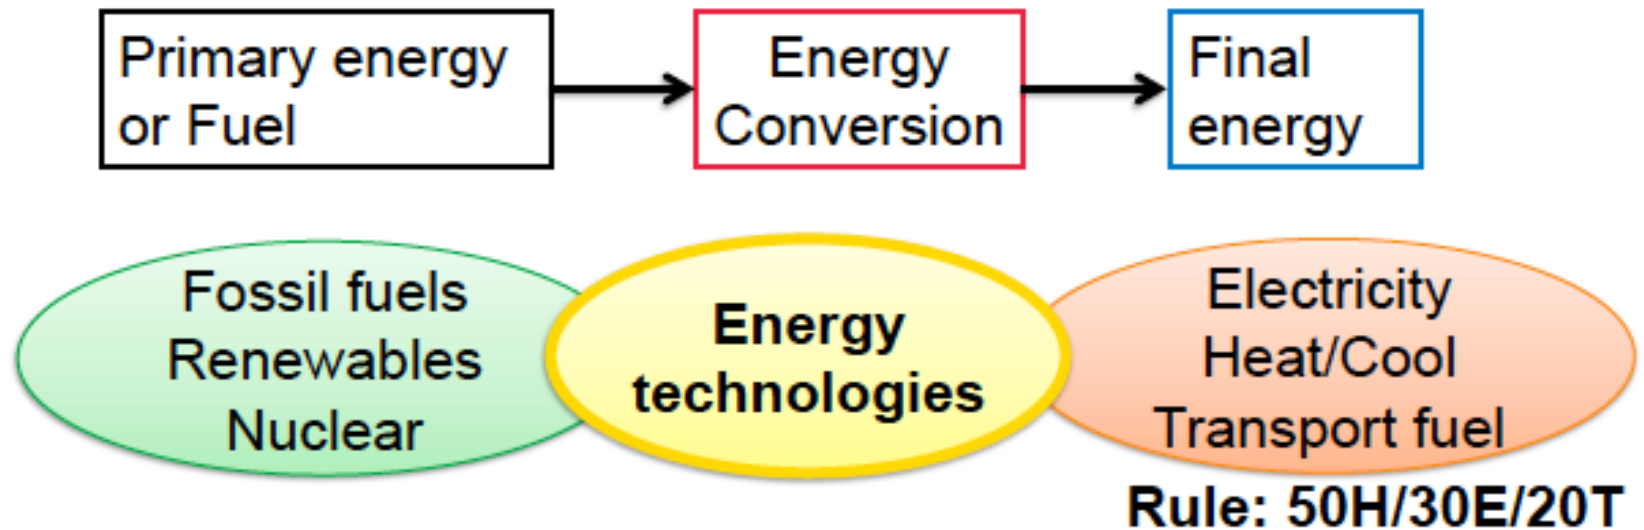 Primary energy
or Fuel
Energy
Conversion
Final
energy
Fossil fuels
Renewables
Nuclear
Energy
technologies
Electricity
Heat/Cool
Transport fuel
Rule: 50H/30E/20T